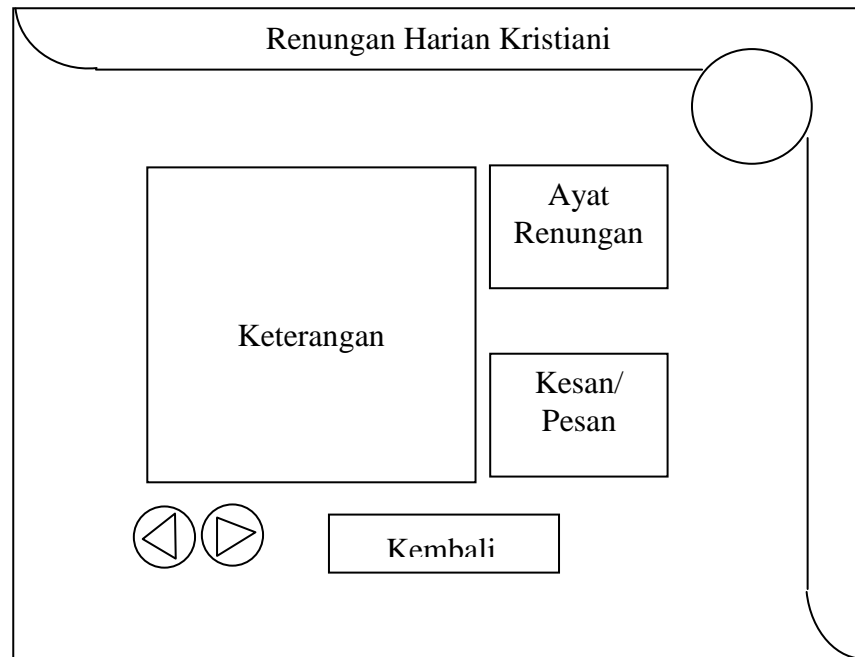 Renungan Harian Kristiani
Ayat
Renungan
Keterangan
Kesan/
Pesan
Kembali